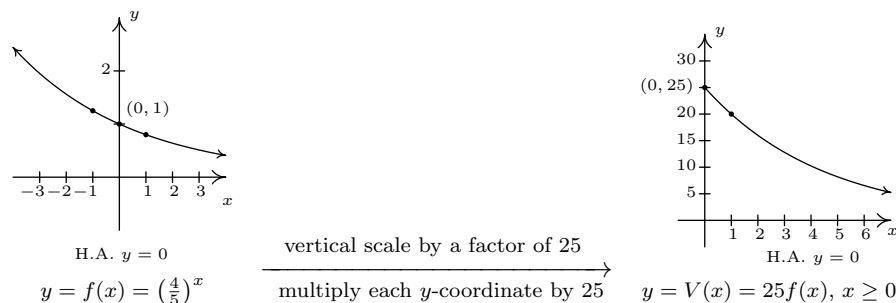 y
2
(0, 1)
−3 −2 −1 1 2 3
x
H.A. y = 0
y = f(x) = (4/5)^x
vertical scale by a factor of 25
multiply each y-coordinate by 25
y
30
(0, 25)
20
15
10
5
1 2 3 4 5 6
x
H.A. y = 0
y = V(x) = 25f(x), x ≥ 0